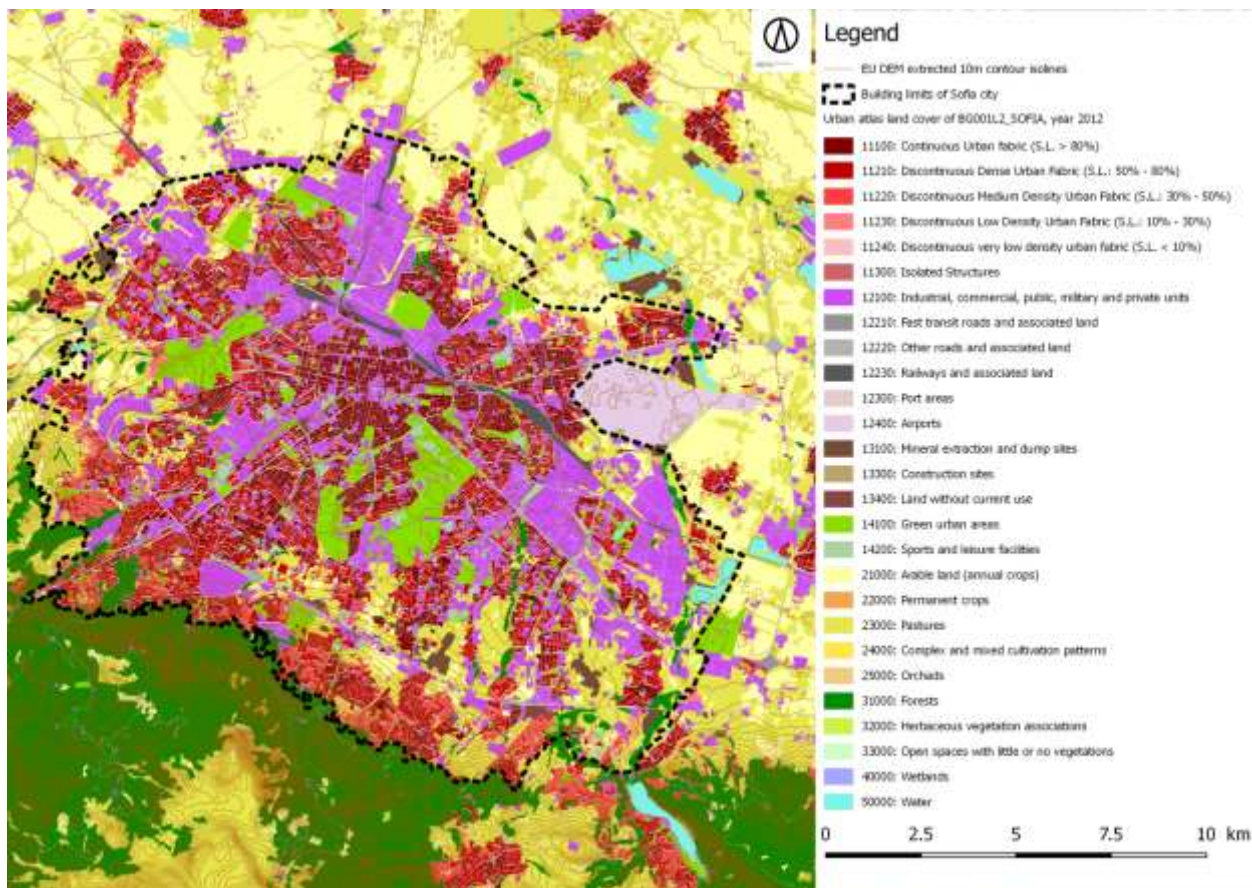 Legend
EU DEM extrected 10m contour isolines
Building limits of Sofia city
Urban atlas land cover of BG001L2_SOFIA, year 2012
11100: Continuous Urban fabric (S.L. > 80%)
11210: Discontinuous Dense Urban Fabric (S.L.: 50% - 80%)
11220: Discontinuous Medium Density Urban Fabric (S.L.: 30% - 50%)
11230: Discontinuous Low Density Urban Fabric (S.L.: 10% - 30%)
11240: Discontinuous very low density urban fabric (S.L. < 10%)
11300: Isolated Structures
12100: Industrial, commercial, public, military and private units
12210: Fast transit roads and associated land
12220: Other roads and associated land
12230: Railways and associated land
12300: Port areas
12400: Airports
13100: Mineral extraction and dump sites
13300: Construction sites
13400: Land without current use
14100: Green urban areas
14200: Sports and leisure facilities
21000: Arable land (annual crops)
22000: Permanent crops
23000: Pastures
24000: Complex and mixed cultivation patterns
25000: Orchads
31000: Forests
32000: Herbaceous vegetation associations
33000: Open spaces with little or no vegetations
40000: Wetlands
50000: Water
0 2.5 5 7.5 10 km